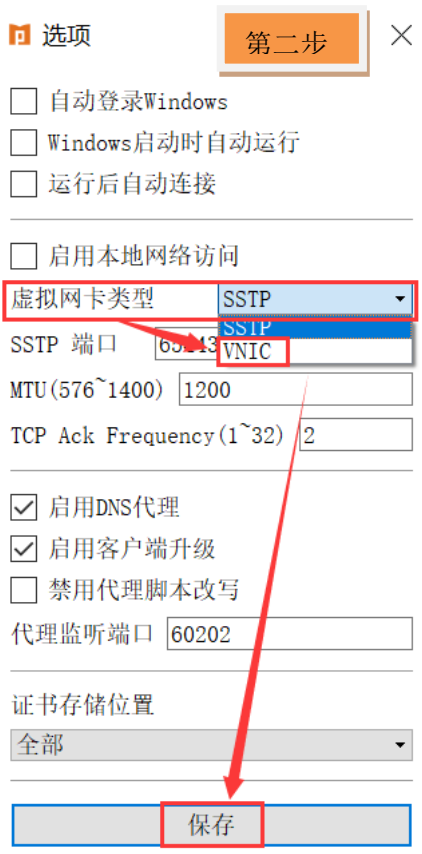 选项
第二步
自动登录Windows
Windows启动时自动运行
运行后自动连接
启用本地网络访问
虚拟网卡类型 SSTP
SSTP
SSTP 端口
VNIC
MTU(576~1400) 1200
TCP Ack Frequency(1~32) 2
启用DNS代理
启用客户端升级
禁用代理脚本改写
代理监听端口 60202
证书存储位置
全部
保存